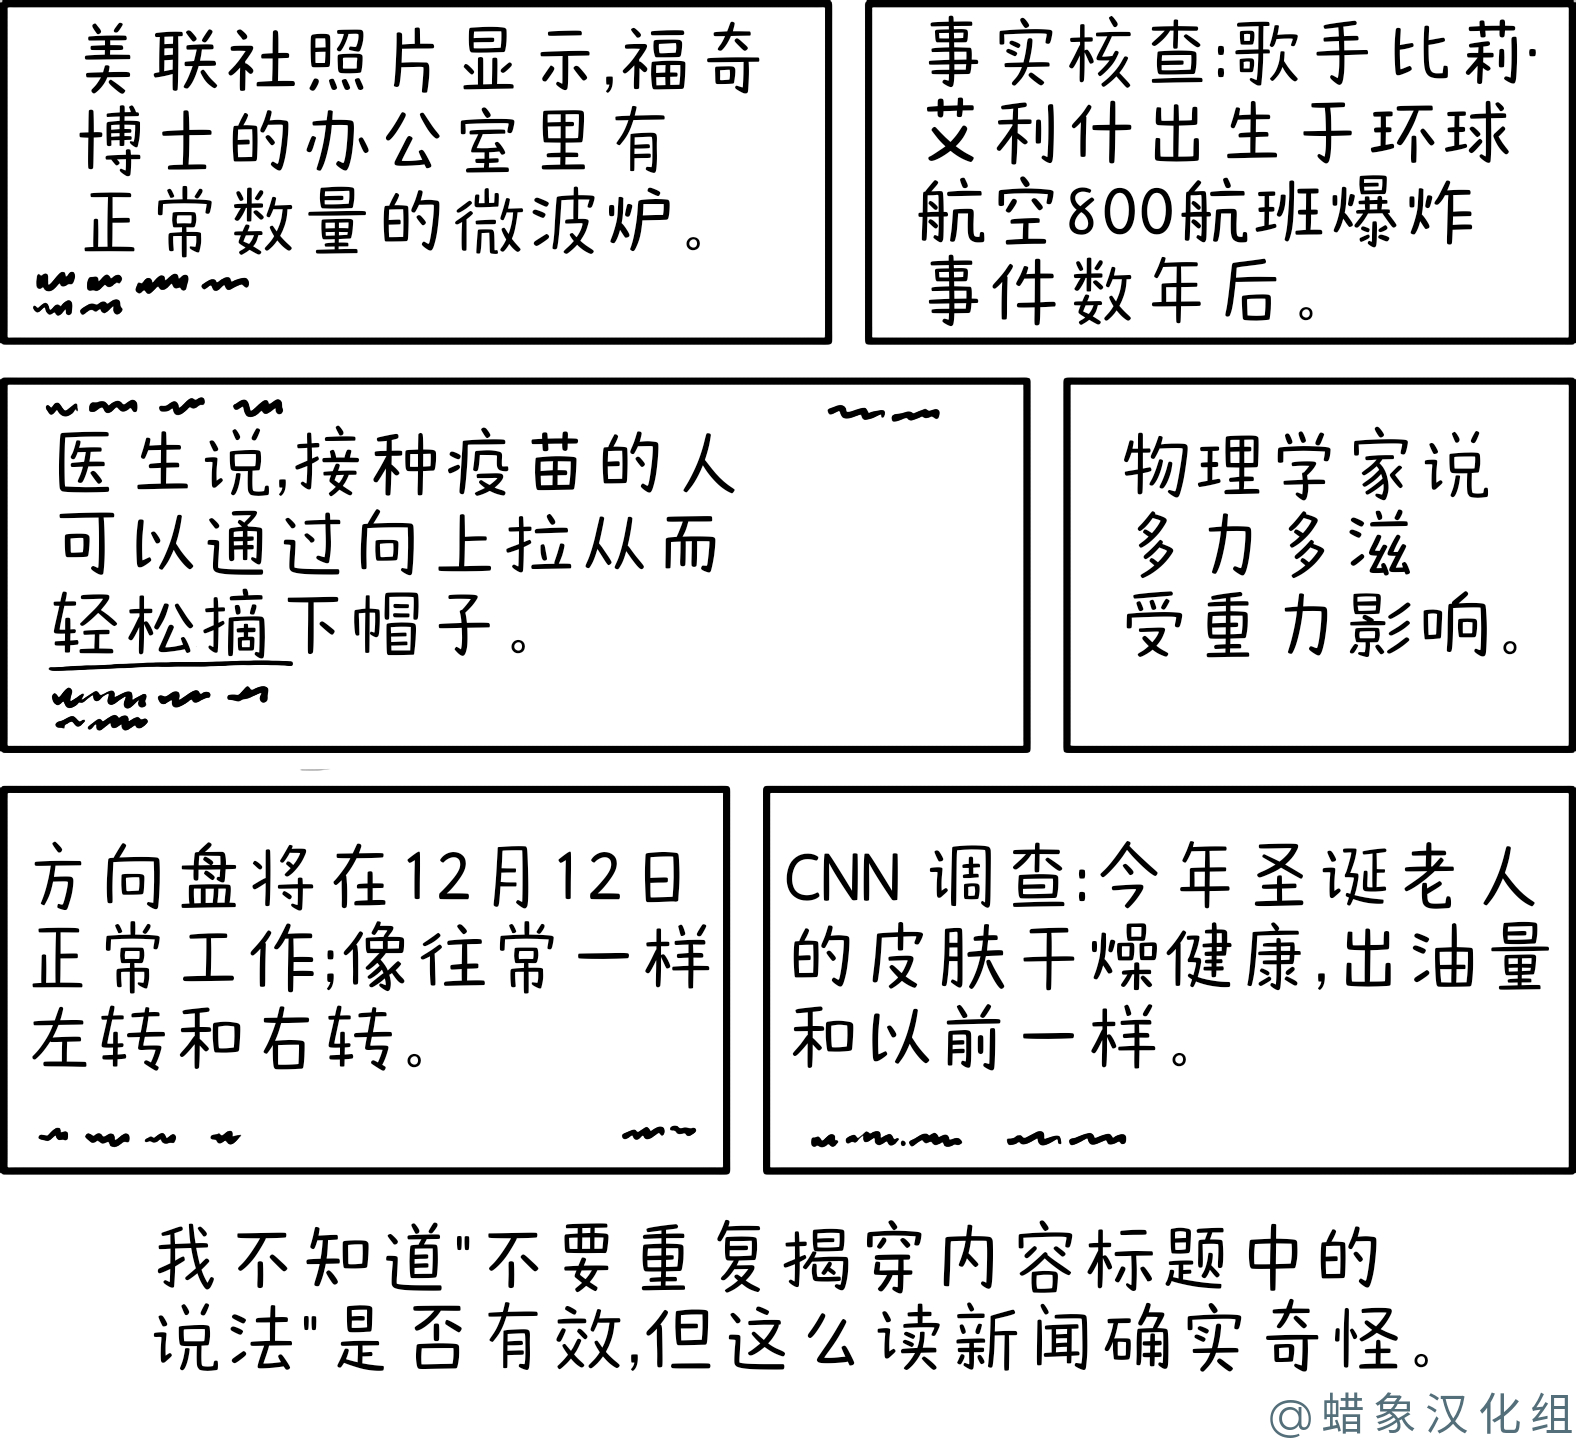 美联社照片显示,福奇
博士的办公室里有
正常数量的微波炉。
事实核查:歌手比莉·
艾利什出生于环球
航空800航班爆炸
事件数年后。
医生说,接种疫苗的人
可以通过向上拉从而
轻松摘下帽子。
物理学家说
多力多滋
受重力影响。
方向盘将在12月12日
正常工作;像往常一样
左转和右转。
CNN 调查:今年圣诞老人
的皮肤干燥健康,出油量
和以前一样。
我不知道"不要重复揭穿内容标题中的
说法"是否有效,但这么读新闻确实奇怪。
@蜡象汉化组